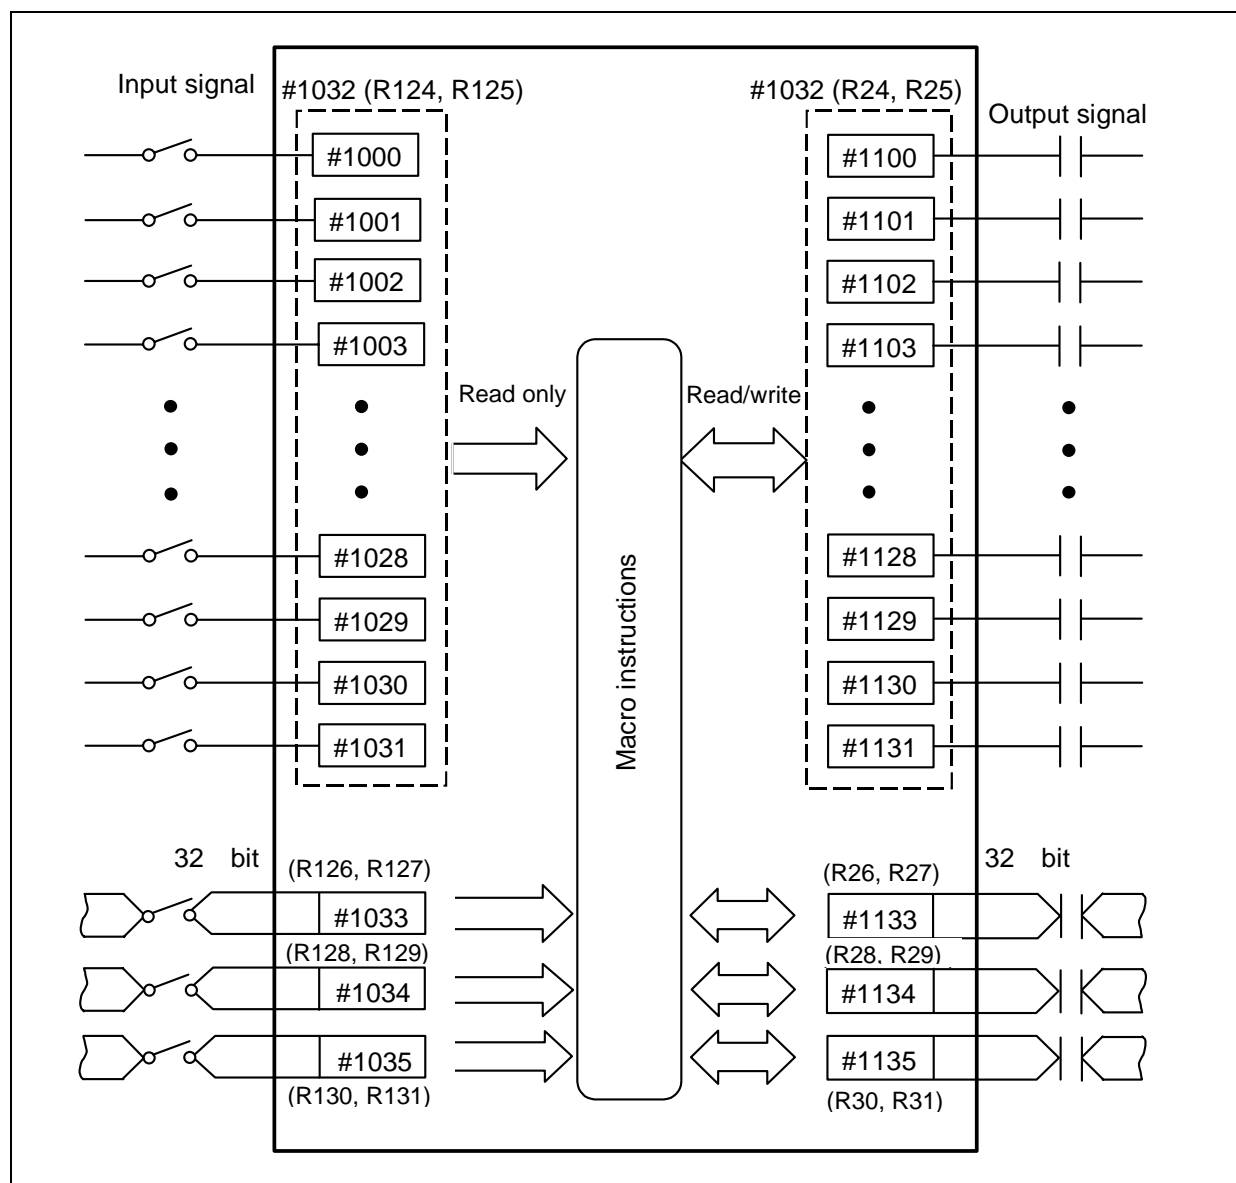 Input signal
#1032 (R124, R125)
#1032 (R24, R25)
Output signal
#1000
#1100
#1001
#1101
#1002
#1102
#1003
#1103
Read only
Read/write
Macro instructions
#1028
#1128
#1029
#1129
#1030
#1130
#1031
#1131
32 bit
(R126, R127)
(R26, R27)
32 bit
#1033
#1133
(R128, R129)
(R28, R29)
#1034
#1134
#1035
#1135
(R130, R131)
(R30, R31)